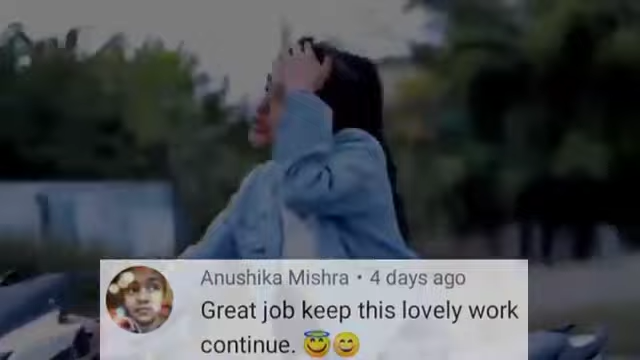 Anushika Mishra • 4 days ago
Great job keep this lovely work
continue. 😇😊